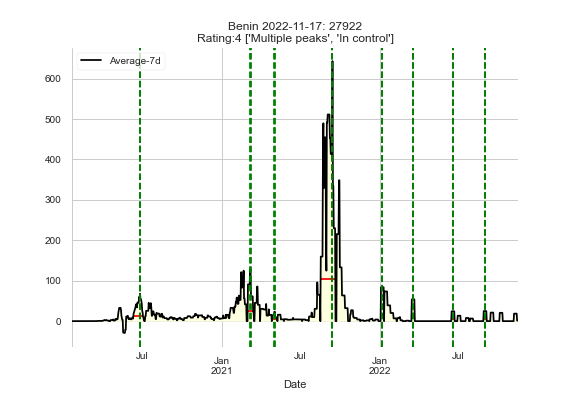 Benin 2022-11-17: 27922
Rating:4 ['Multiple peaks', 'In control']
Average-7d
600
500
400
300
200
100
0
Jul
Jan
2021
Jul
Jan
2022
Jul
Date